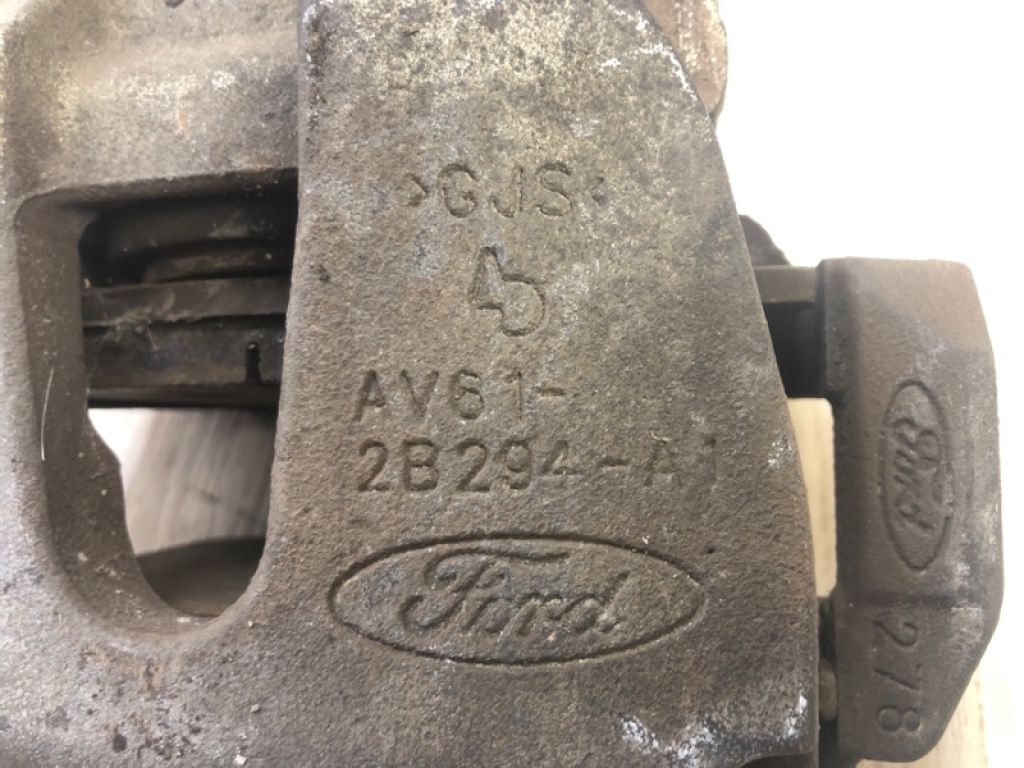 >GJS<
AV61-
2B294-A1
Ford
Ford
278